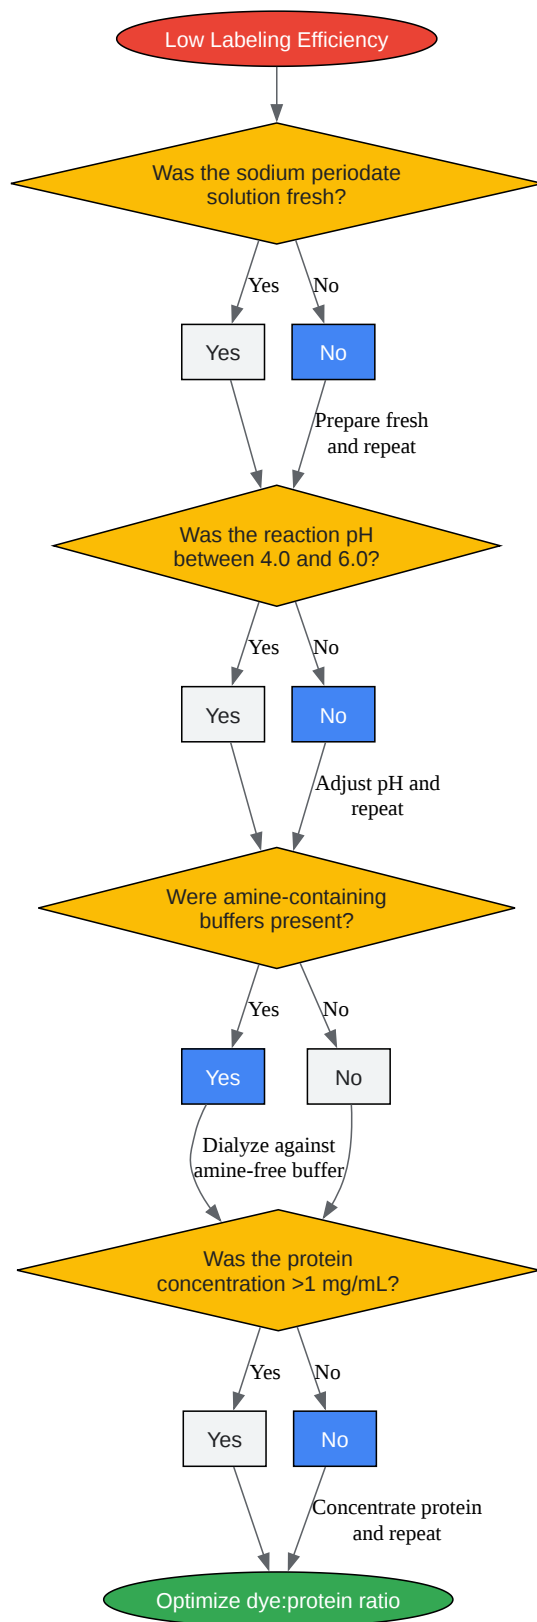 Low Labeling Efficiency
Was the sodium periodate
solution fresh?
Yes
No
Yes
No
Prepare fresh
and repeat
Was the reaction pH
between 4.0 and 6.0?
Yes
No
Yes
No
Adjust pH and
repeat
Were amine-containing
buffers present?
Yes
No
Yes
No
Dialyze against
amine-free buffer
Was the protein
concentration >1 mg/mL?
Yes
No
Yes
No
Concentrate protein
and repeat
Optimize dye:protein ratio